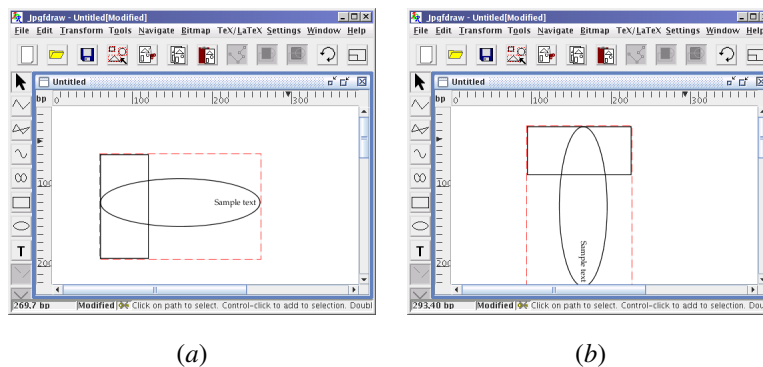 Jpgfdraw - Untitled[Modified]
File Edit Transform Tools Navigate Bitmap TeX/LaTeX Settings Window Help
Untitled
bp 0 100 200 300
100
Sample text
T
200
269,7 bp Modified Click on path to select. Control-click to add to selection. Doubl
(a)
Jpgfdraw - Untitled[Modified]
File Edit Transform Tools Navigate Bitmap TeX/LaTeX Settings Window Help
Untitled
bp 0 100 200 300
100
T
Sample text
200
293,40 bp Modified Click on path to select. Control-click to add to selection. Dou
(b)